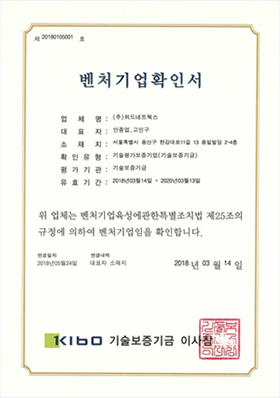 제 20180105001 호
벤처기업확인서
업 체 명 : (주)위드네트웍스
대 표 자 : 안종업,고인구
소 재 지 : 서울특별시 용산구 한강대로11길 13 용일빌딩 2-4층
확 인 유 형 : 기술평가보증기업(기술보증기금)
평 가 기 관 : 기술보증기금
유 효 기 간 : 2018년03월14일 ~ 2020년03월13일
위 업체는 벤처기업육성에관한특별조치법 제25조의
규정에 의하여 벤처기업임을 확인합니다.
변경일자 변경내역
2018년05월24일 대표자 소재지
2018 년 03 월 14 일
KIBO 기술보증기금 이사장